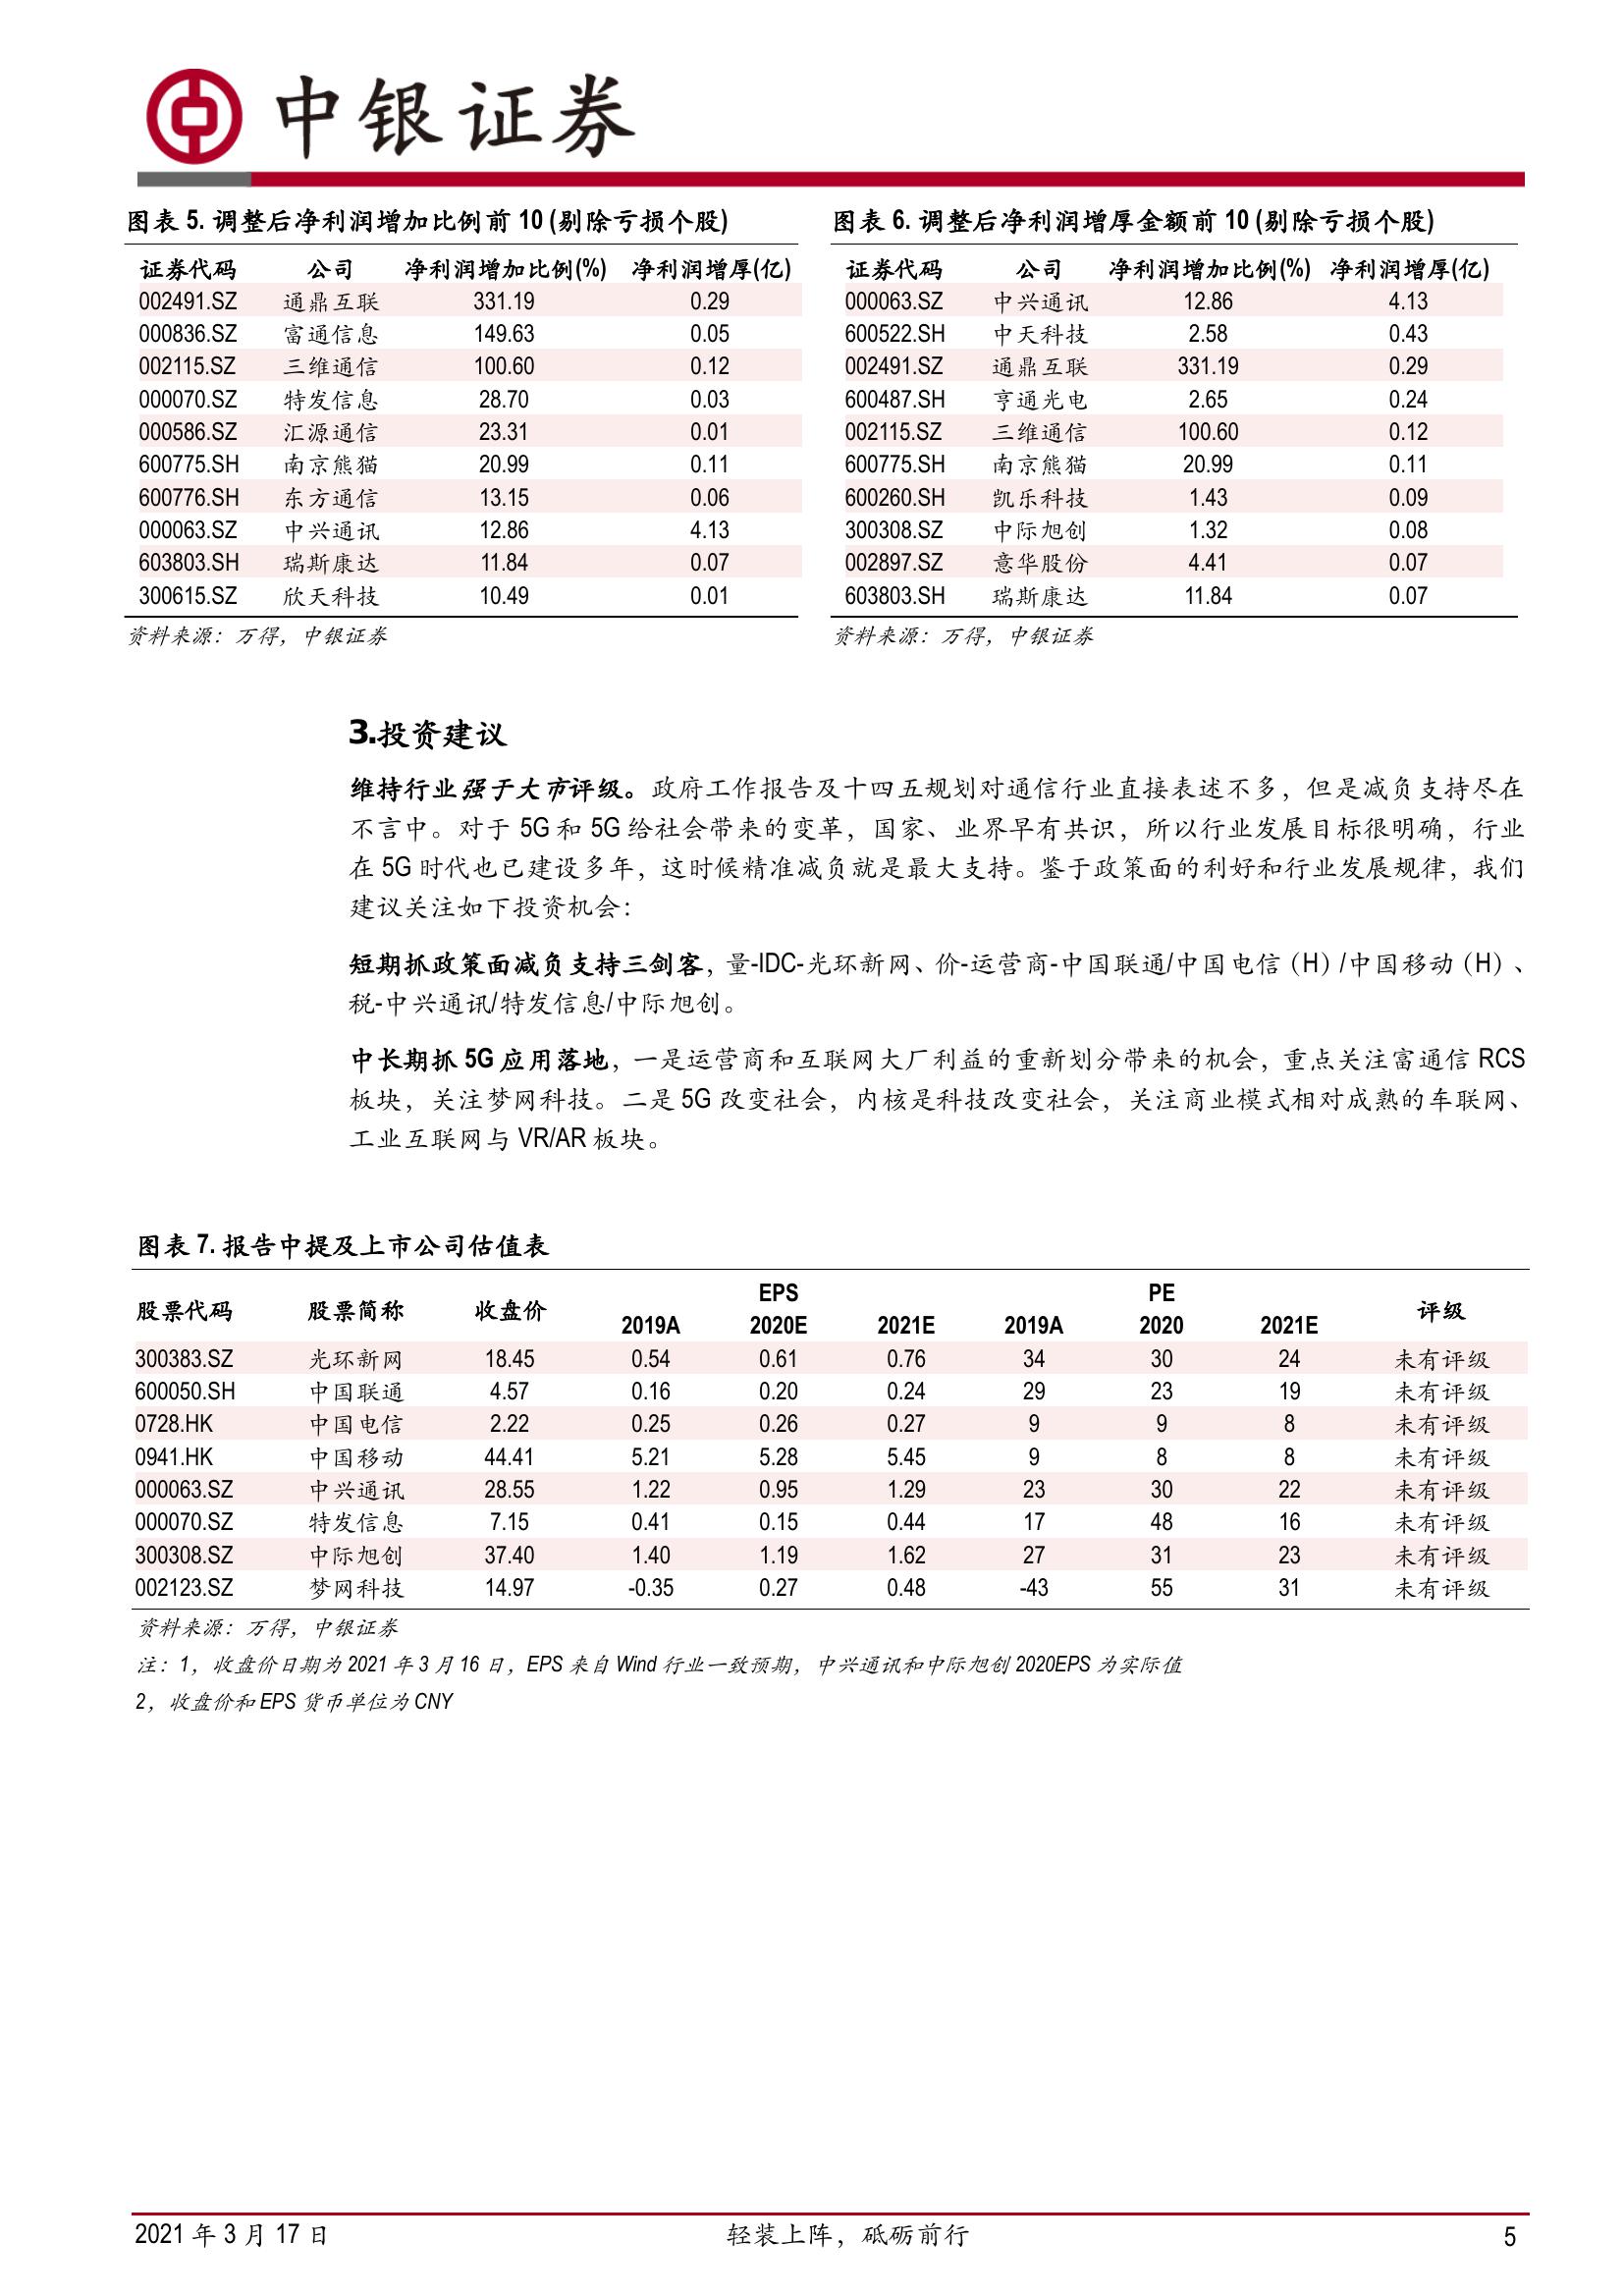 中银证券
图表 5. 调整后净利润增加比例前 10 (剔除亏损个股)
证券代码 公司 净利润增加比例(%) 净利润增厚(亿)
002491.SZ 通鼎互联 331.19 0.29
000836.SZ 富通信息 149.63 0.05
002115.SZ 三维通信 100.60 0.12
000070.SZ 特发信息 28.70 0.03
000586.SZ 汇源通信 23.31 0.01
600775.SH 南京熊猫 20.99 0.11
600776.SH 东方通信 13.15 0.06
000063.SZ 中兴通讯 12.86 4.13
603803.SH 瑞斯康达 11.84 0.07
300615.SZ 欣天科技 10.49 0.01
资料来源：万得，中银证券
图表 6. 调整后净利润增厚金额前 10 (剔除亏损个股)
证券代码 公司 净利润增加比例(%) 净利润增厚(亿)
000063.SZ 中兴通讯 12.86 4.13
600522.SH 中天科技 2.58 0.43
002491.SZ 通鼎互联 331.19 0.29
600487.SH 亨通光电 2.65 0.24
002115.SZ 三维通信 100.60 0.12
600775.SH 南京熊猫 20.99 0.11
600260.SH 凯乐科技 1.43 0.09
300308.SZ 中际旭创 1.32 0.08
002897.SZ 意华股份 4.41 0.07
603803.SH 瑞斯康达 11.84 0.07
资料来源：万得，中银证券
3.投资建议
维持行业强于大市评级。政府工作报告及十四五规划对通信行业直接表述不多，但是减负支持尽在
不言中。对于 5G 和 5G 给社会带来的变革，国家、业界早有共识，所以行业发展目标很明确，行业
在 5G 时代也已建设多年，这时候精准减负就是最大支持。鉴于政策面的利好和行业发展规律，我们
建议关注如下投资机会：
短期抓政策面减负支持三剑客，量-IDC-光环新网、价-运营商-中国联通/中国电信（H）/中国移动（H）、
税-中兴通讯/特发信息/中际旭创。
中长期抓 5G 应用落地，一是运营商和互联网大厂利益的重新划分带来的机会，重点关注富通信 RCS
板块，关注梦网科技。二是 5G 改变社会，内核是科技改变社会，关注商业模式相对成熟的车联网、
工业互联网与 VR/AR 板块。
图表 7. 报告中提及上市公司估值表
股票代码 股票简称 收盘价 EPS PE 评级
2019A 2020E 2021E 2019A 2020 2021E
300383.SZ 光环新网 18.45 0.54 0.61 0.76 34 30 24 未有评级
600050.SH 中国联通 4.57 0.16 0.20 0.24 29 23 19 未有评级
0728.HK 中国电信 2.22 0.25 0.26 0.27 9 9 8 未有评级
0941.HK 中国移动 44.41 5.21 5.28 5.45 9 8 8 未有评级
000063.SZ 中兴通讯 28.55 1.22 0.95 1.29 23 30 22 未有评级
000070.SZ 特发信息 7.15 0.41 0.15 0.44 17 48 16 未有评级
300308.SZ 中际旭创 37.40 1.40 1.19 1.62 27 31 23 未有评级
002123.SZ 梦网科技 14.97 -0.35 0.27 0.48 -43 55 31 未有评级
资料来源：万得，中银证券
注：1，收盘价日期为 2021 年 3 月 16 日，EPS 来自 Wind 行业一致预期，中兴通讯和中际旭创 2020EPS 为实际值
2，收盘价和 EPS 货币单位为 CNY
2021 年 3 月 17 日 轻装上阵，砥砺前行 5